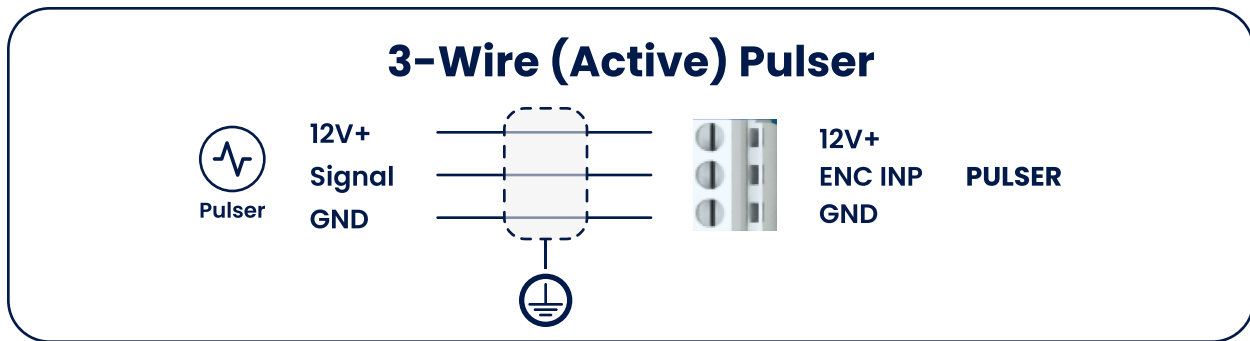 3-Wire (Active) Pulser
12V+
Signal
GND
Pulser
12V+
ENC INP
GND
PULSER